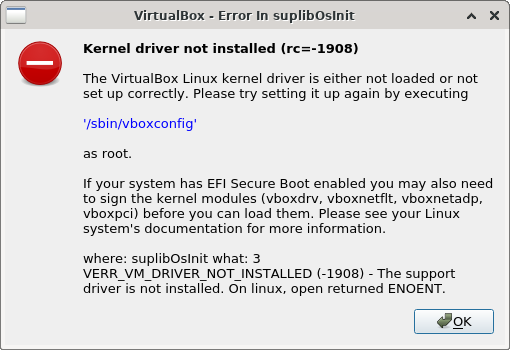 VirtualBox - Error In suplibOsInit
Kernel driver not installed (rc=-1908)
The VirtualBox Linux kernel driver is either not loaded or not
set up correctly. Please try setting it up again by executing
'/sbin/vboxconfig'
as root.
If your system has EFI Secure Boot enabled you may also need
to sign the kernel modules (vboxdrv, vboxnetflt, vboxnetadp,
vboxpci) before you can load them. Please see your Linux
system's documentation for more information.
where: suplibOsInit what: 3
VERR_VM_DRIVER_NOT_INSTALLED (-1908) - The support
driver is not installed. On linux, open returned ENOENT.
OK